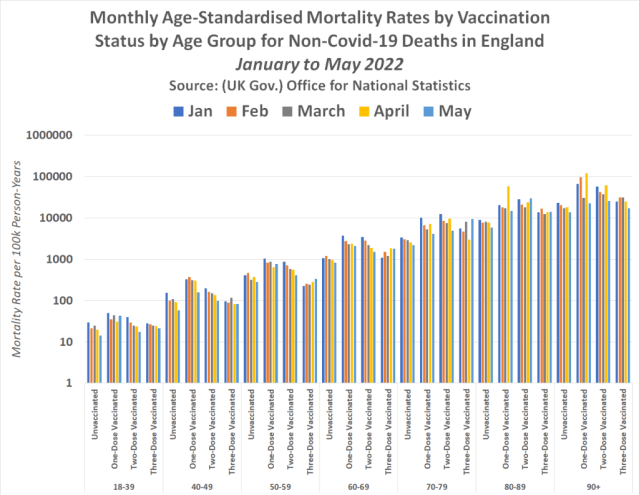 Monthly Age-Standardised Mortality Rates by Vaccination
Status by Age Group for Non-Covid-19 Deaths in England
January to May 2022
Source: (UK Gov.) Office for National Statistics
Jan Feb March April May
Mortality Rate per 100k Person-Years
1000000
100000
10000
1000
100
10
1
Unvaccinated
One-Dose Vaccinated
Two-Dose Vaccinated
Three-Dose Vaccinated
Unvaccinated
One-Dose Vaccinated
Two-Dose Vaccinated
Three-Dose Vaccinated
Unvaccinated
One-Dose Vaccinated
Two-Dose Vaccinated
Three-Dose Vaccinated
Unvaccinated
One-Dose Vaccinated
Two-Dose Vaccinated
Three-Dose Vaccinated
Unvaccinated
One-Dose Vaccinated
Two-Dose Vaccinated
Three-Dose Vaccinated
Unvaccinated
One-Dose Vaccinated
Two-Dose Vaccinated
Three-Dose Vaccinated
Unvaccinated
One-Dose Vaccinated
Two-Dose Vaccinated
Three-Dose Vaccinated
18-39 40-49 50-59 60-69 70-79 80-89 90+